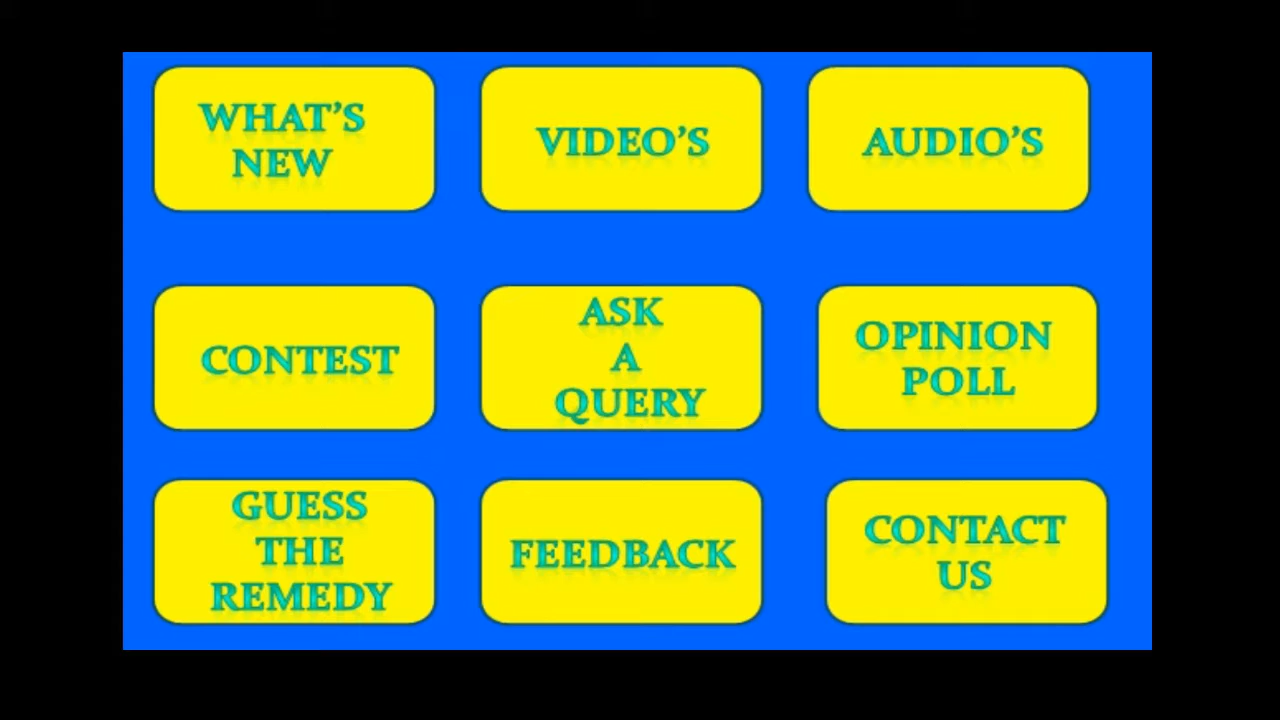 WHAT'S
NEW
VIDEO'S
AUDIO'S
CONTEST
ASK
A
QUERY
OPINION
POLL
GUESS
THE
REMEDY
FEEDBACK
CONTACT
US